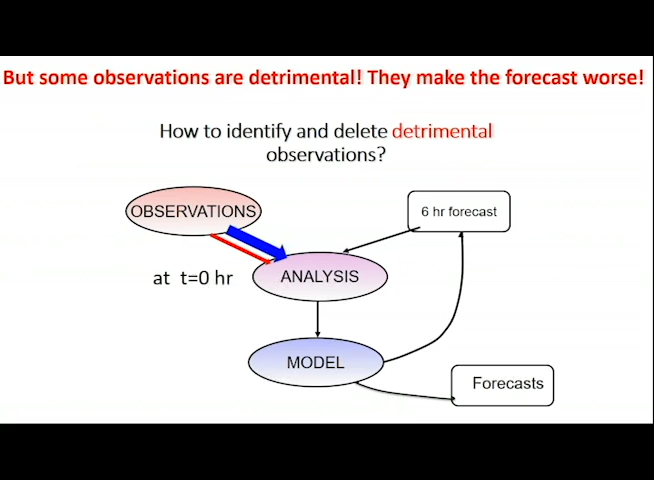 But some observations are detrimental! They make the forecast worse!
How to identify and delete detrimental
observations?
OBSERVATIONS
6 hr forecast
at t=0 hr
ANALYSIS
MODEL
Forecasts